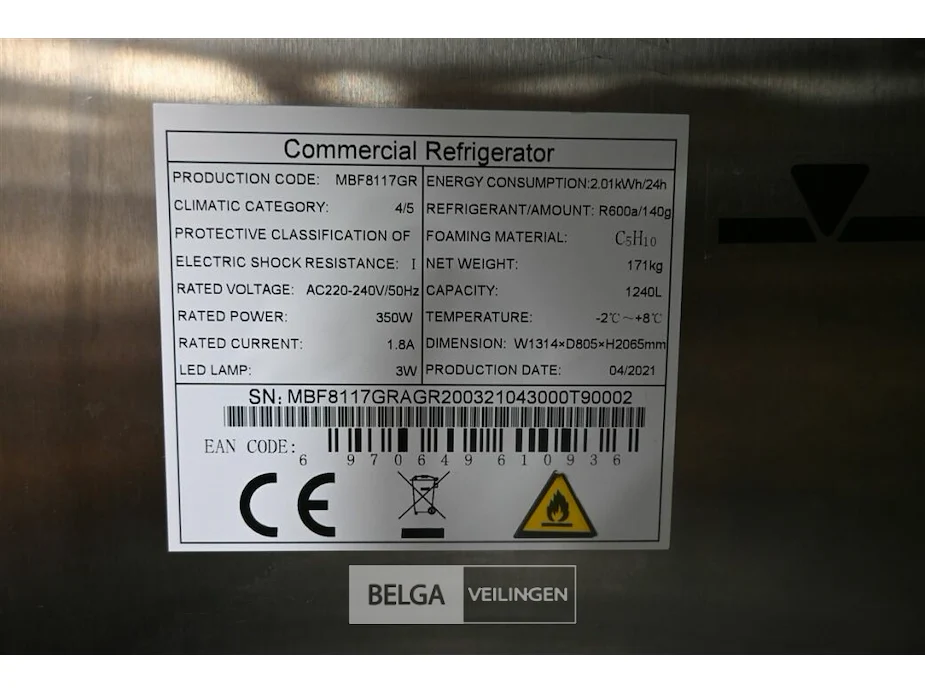 Commercial Refrigerator
PRODUCTION CODE: MBF8117GR
CLIMATIC CATEGORY: 4/5
PROTECTIVE CLASSIFICATION OF
ELECTRIC SHOCK RESISTANCE: I
RATED VOLTAGE: AC220-240V/50Hz
RATED POWER: 350W
RATED CURRENT: 1.8A
LED LAMP: 3W
ENERGY CONSUMPTION:2.01kWh/24h
REFRIGERANT/AMOUNT: R600a/140g
FOAMING MATERIAL: C₅H₁₀
NET WEIGHT: 171kg
CAPACITY: 1240L
TEMPERATURE: -2℃~+8℃
DIMENSION: W1314×D805×H2065mm
PRODUCTION DATE: 04/2021
SN: MBF8117GRAGR200321043000T90002
EAN CODE:
6 970649 610936
CE
BELGA VEILINGEN